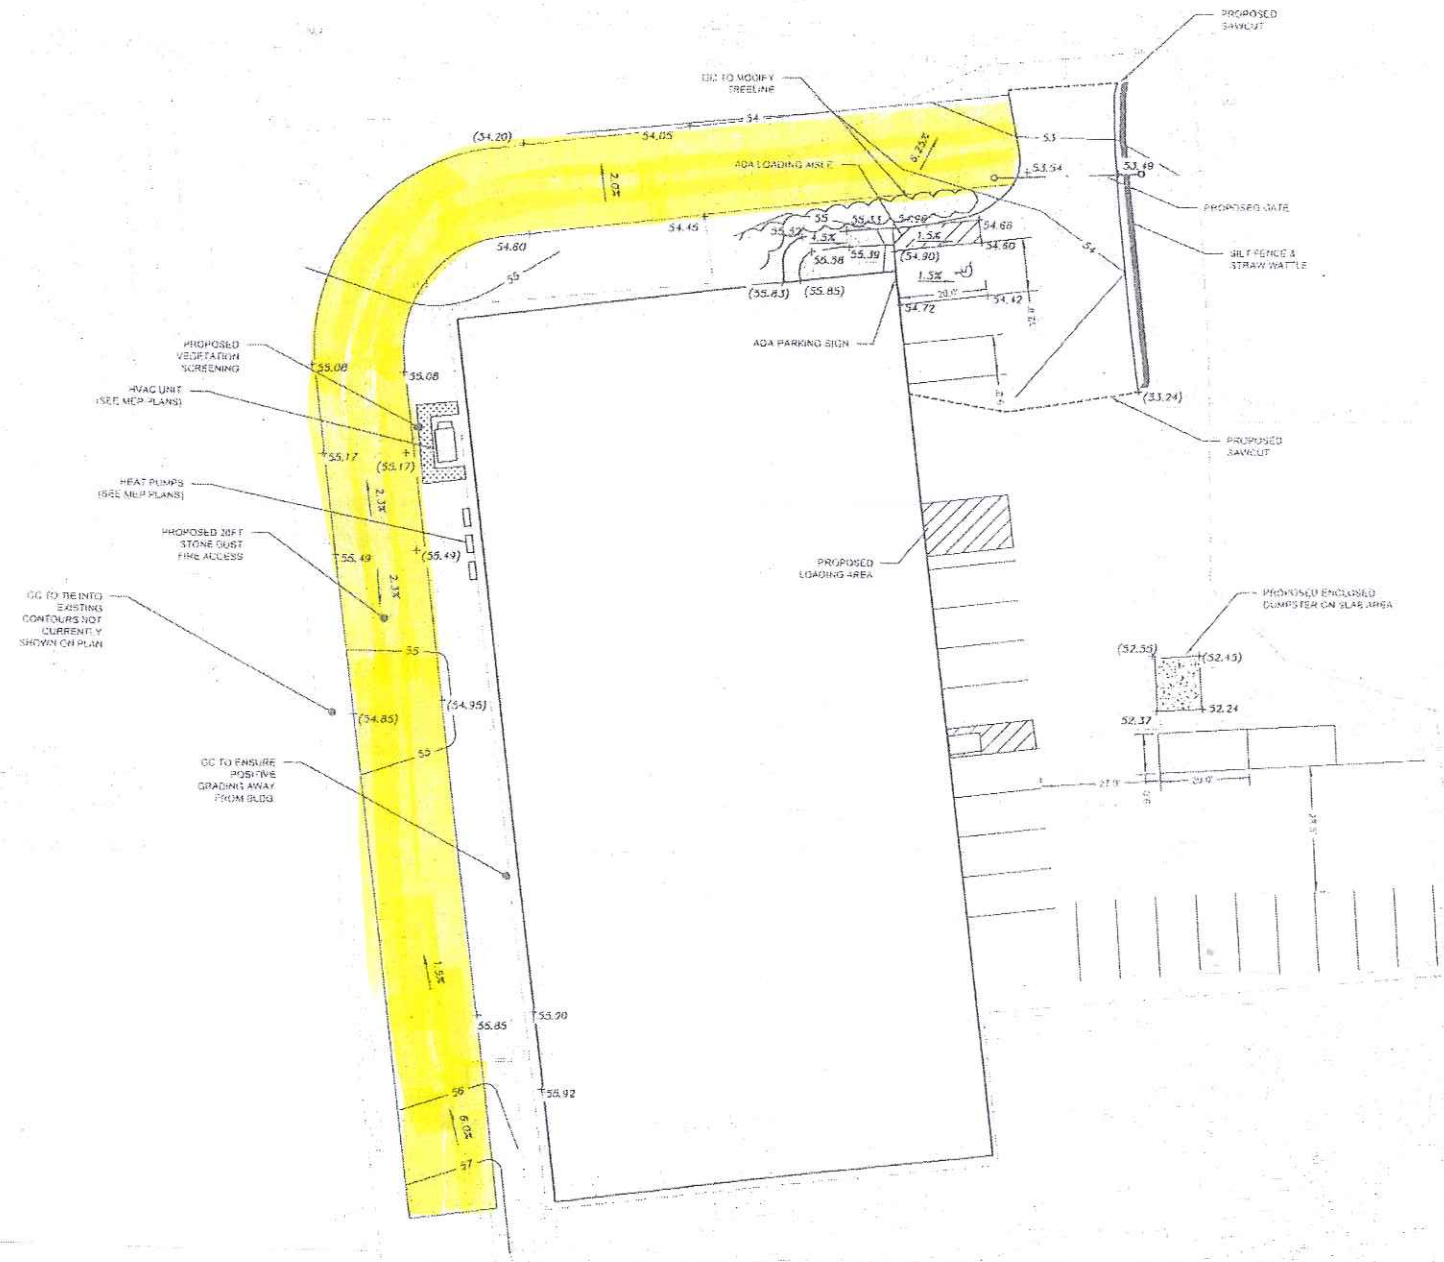 PROPOSED
SAWCUT
GC TO MODIFY
TREELINE
54
(54.20)
54.05
53
6.25%
ADA LOADING AISLE
53.54
53.49
2.0%
PROPOSED GATE
54.45
55
55.33
54.98
54.68
55.52
4.5%
1.5%
54.60
54.60
54
55.58
55.39
(54.90)
SILT FENCE &
STRAW WATTLE
55
1.5%
(55.83)
(55.85)
20.0'
54.72
54.42
ADA PARKING SIGN
PROPOSED
VEGETATION
SCREENING
55.08
55.08
HVAC UNIT
(SEE MEP PLANS)
(53.24)
PROPOSED
SAWCUT
55.17
(55.17)
HEAT PUMPS
(SEE MEP PLANS)
2.3%
PROPOSED 20FT
STONE DUST
FIRE ACCESS
55.49
(55.49)
PROPOSED
LOADING AREA
2.3%
GC TO TIE INTO
EXISTING
CONTOURS NOT
CURRENTLY
SHOWN ON PLAN
PROPOSED ENCLOSED
DUMPSTER ON SLAB AREA
55
(52.55)
(52.45)
(54.85)
(54.95)
52.37
52.24
55
GC TO ENSURE
POSITIVE
GRADING AWAY
FROM BLDG
20.0'
1.5%
55.85
55.90
56
55.92
6.0%
57